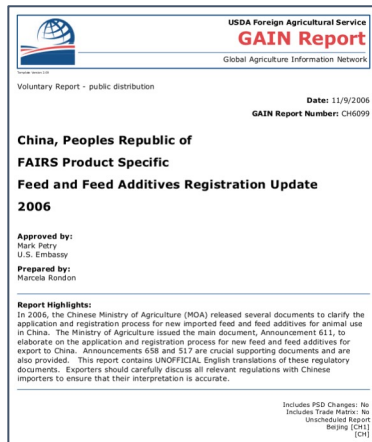 USDA Foreign Agricultural Service
GAIN Report
Global Agriculture Information Network
Voluntary Report - public distribution
Date: 11/9/2006
GAIN Report Number: CH6099
China, Peoples Republic of
FAIRS Product Specific
Feed and Feed Additives Registration Update
2006
Approved by:
Mark Petry
U.S. Embassy
Prepared by:
Marcela Rondon
Report Highlights:
In 2006, the Chinese Ministry of Agriculture (MOA) released several documents to clarify the
application and registration process for new imported feed and feed additives for animal use
in China. The Ministry of Agriculture issued the main document, Announcement 611, to
elaborate on the application and registration process for new feed and feed additives for
export to China. Announcements 658 and 517 are crucial supporting documents and are
also provided. This report contains UNOFFICIAL English translations of these regulatory
documents. Exporters should carefully discuss all relevant regulations with Chinese
importers to ensure that their interpretation is accurate.
Includes PSD Changes: No
Includes Trade Matrix: No
Unscheduled Report
Beijing [CH1]
[CH]